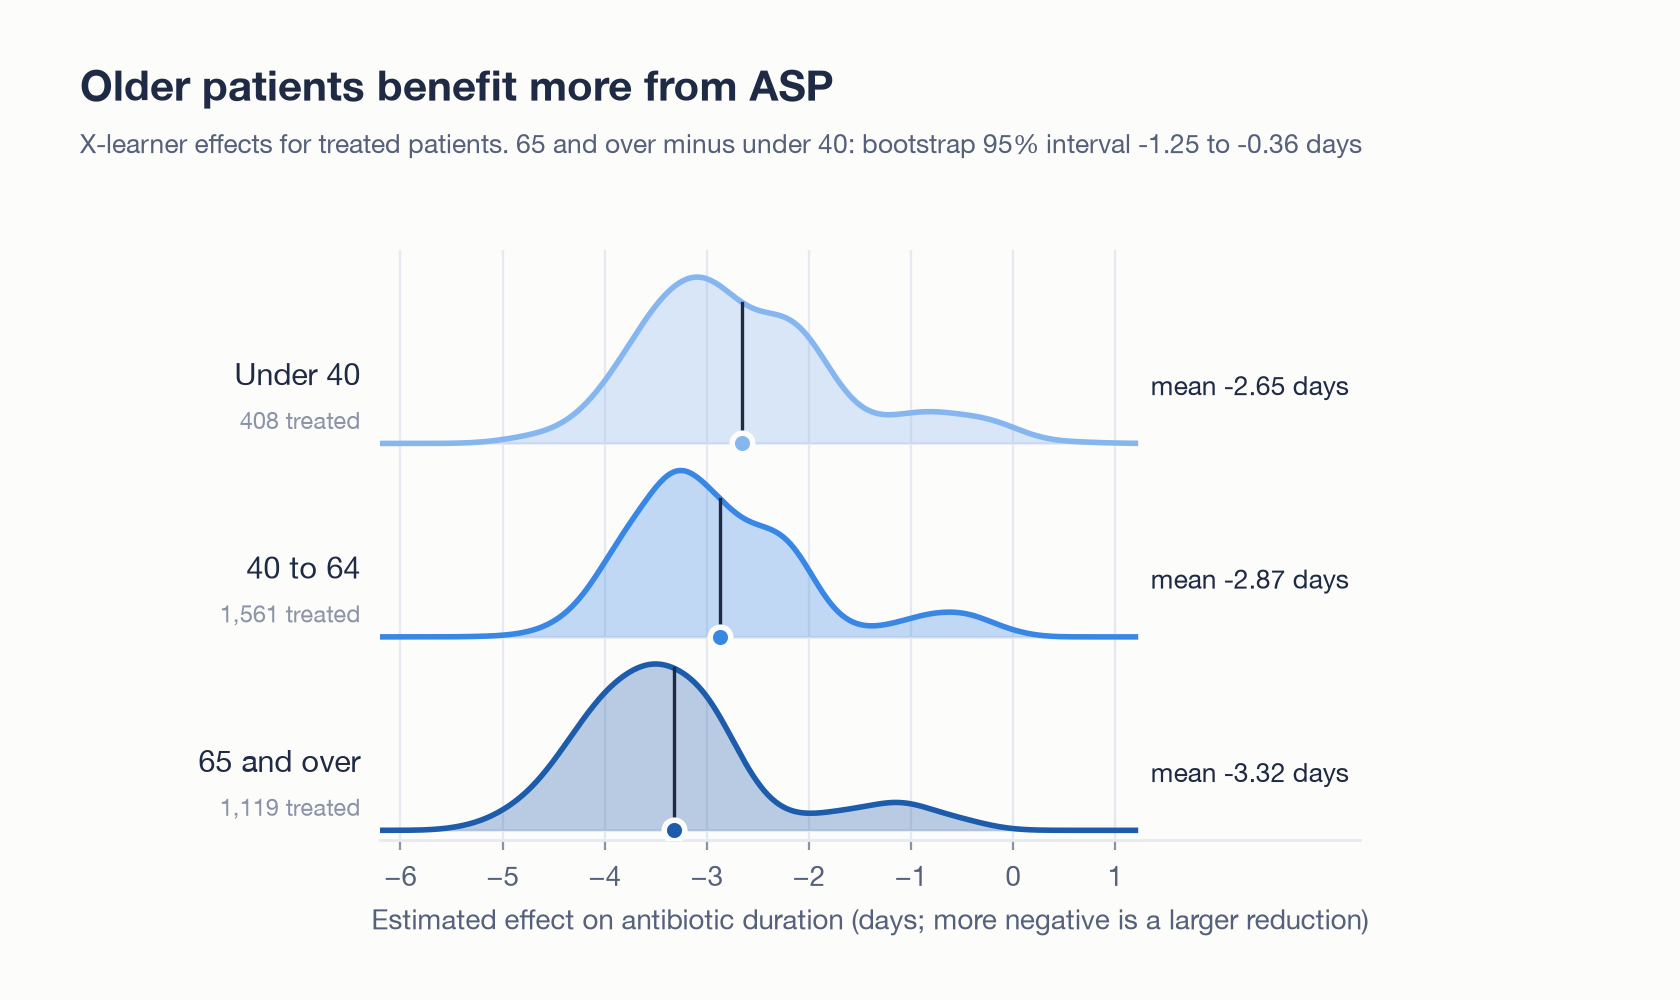 Older patients benefit more from ASP
X-learner effects for treated patients. 65 and over minus under 40: bootstrap 95% interval -1.25 to -0.36 days
Under 40
408 treated
mean -2.65 days
40 to 64
1,561 treated
mean -2.87 days
65 and over
1,119 treated
mean -3.32 days
−6 −5 −4 −3 −2 −1 0 1
Estimated effect on antibiotic duration (days; more negative is a larger reduction)